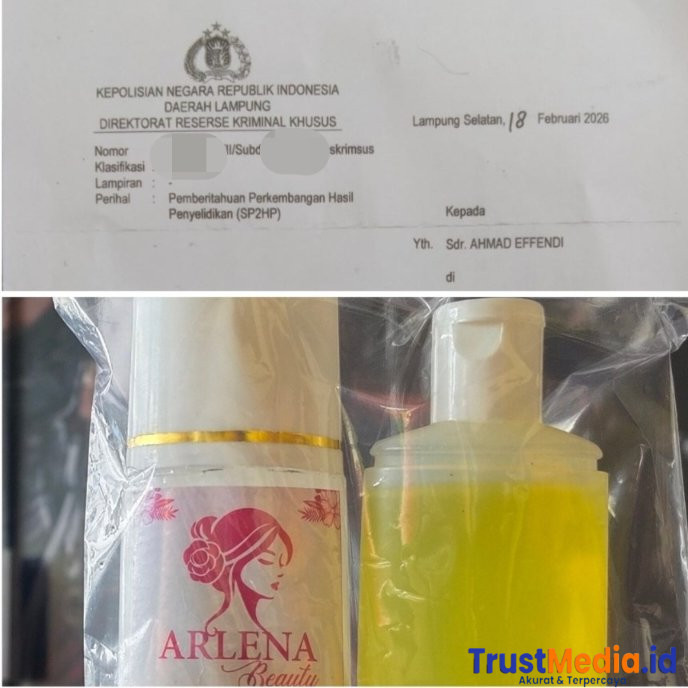 KEPOLISIAN NEGARA REPUBLIK INDONESIA
DAERAH LAMPUNG
DIREKTORAT RESERSE KRIMINAL KHUSUS
Lampung Selatan, 18 Februari 2026
Nomor
Klasifikasi :
Lampiran : -
Perihal : Pemberitahuan Perkembangan Hasil
Penyelidikan (SP2HP)
Kepada
Yth. Sdr. AHMAD EFFENDI
di
ARLENA
Beauty
TrustMedia.id
Akurat & Terpercaya